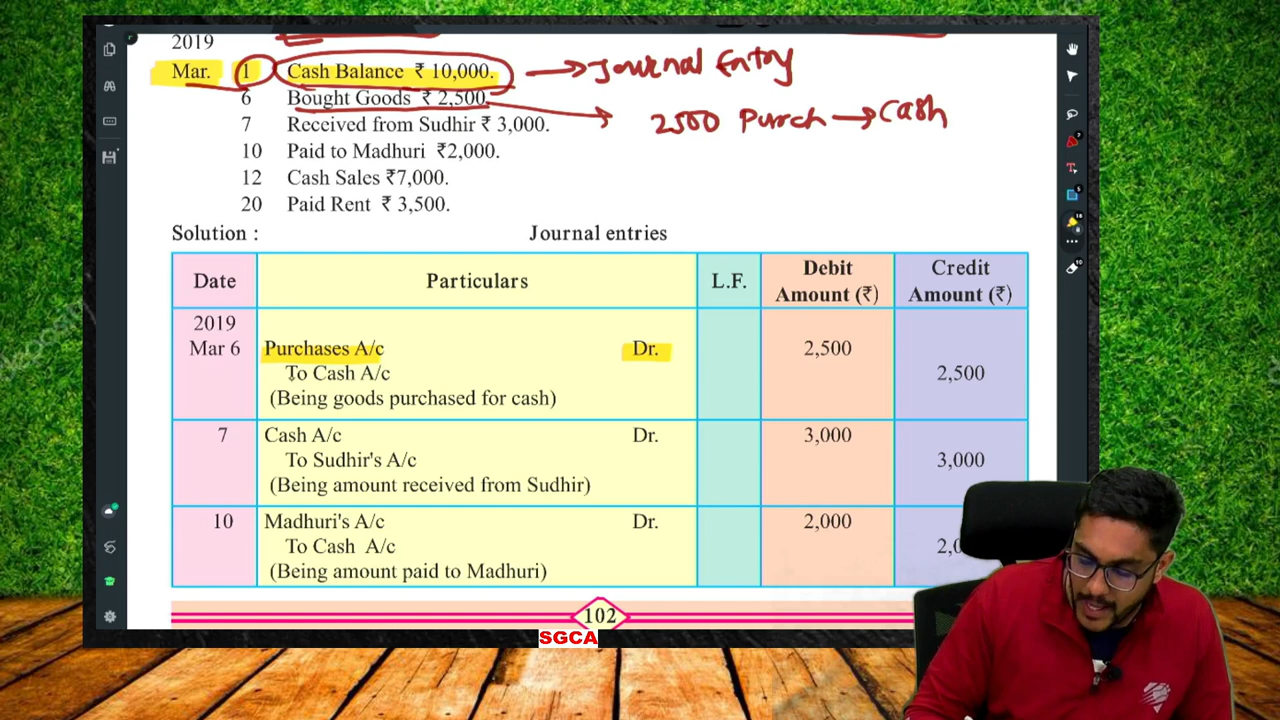 2019
Mar. 1 Cash Balance ₹ 10,000. Journal Entry
6 Bought Goods ₹ 2,500. 2500 Purch → Cash
7 Received from Sudhir ₹ 3,000.
10 Paid to Madhuri ₹2,000.
12 Cash Sales ₹7,000.
20 Paid Rent ₹ 3,500.
Solution : Journal entries
Date Particulars L.F. Debit Amount (₹) Credit Amount (₹)
2019
Mar 6 Purchases A/c Dr. 2,500
To Cash A/c 2,500
(Being goods purchased for cash)
7 Cash A/c Dr. 3,000
To Sudhir's A/c 3,000
(Being amount received from Sudhir)
10 Madhuri's A/c Dr. 2,000
To Cash A/c
(Being amount paid to Madhuri)
102
SGCA